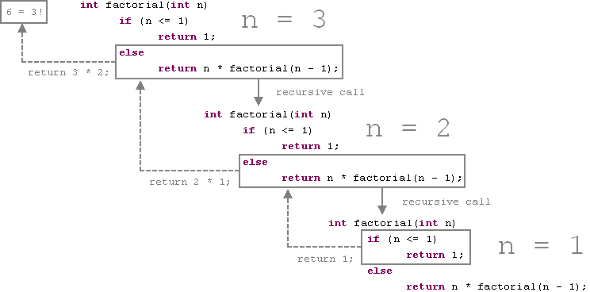 6 = 3!
int factorial(int n)
if (n <= 1)
return 1;
n = 3
else
return n * factorial(n - 1);
return 3 * 2;
recursive call
int factorial(int n)
if (n <= 1)
return 1;
n = 2
else
return n * factorial(n - 1);
return 2 * 1;
recursive call
int factorial(int n)
if (n <= 1)
return 1;
n = 1
return 1;
else
return n * factorial(n - 1);